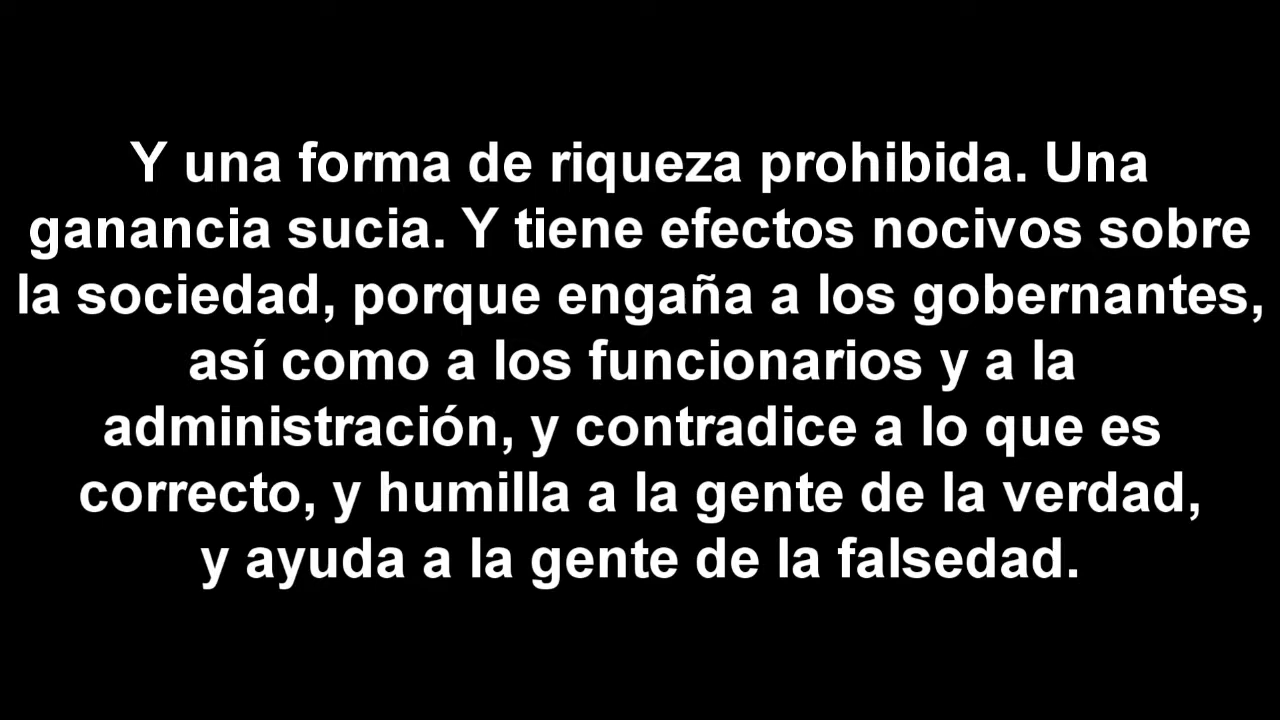 Y una forma de riqueza prohibida. Una
ganancia sucia. Y tiene efectos nocivos sobre
la sociedad, porque engaña a los gobernantes,
así como a los funcionarios y a la
administración, y contradice a lo que es
correcto, y humilla a la gente de la verdad,
y ayuda a la gente de la falsedad.